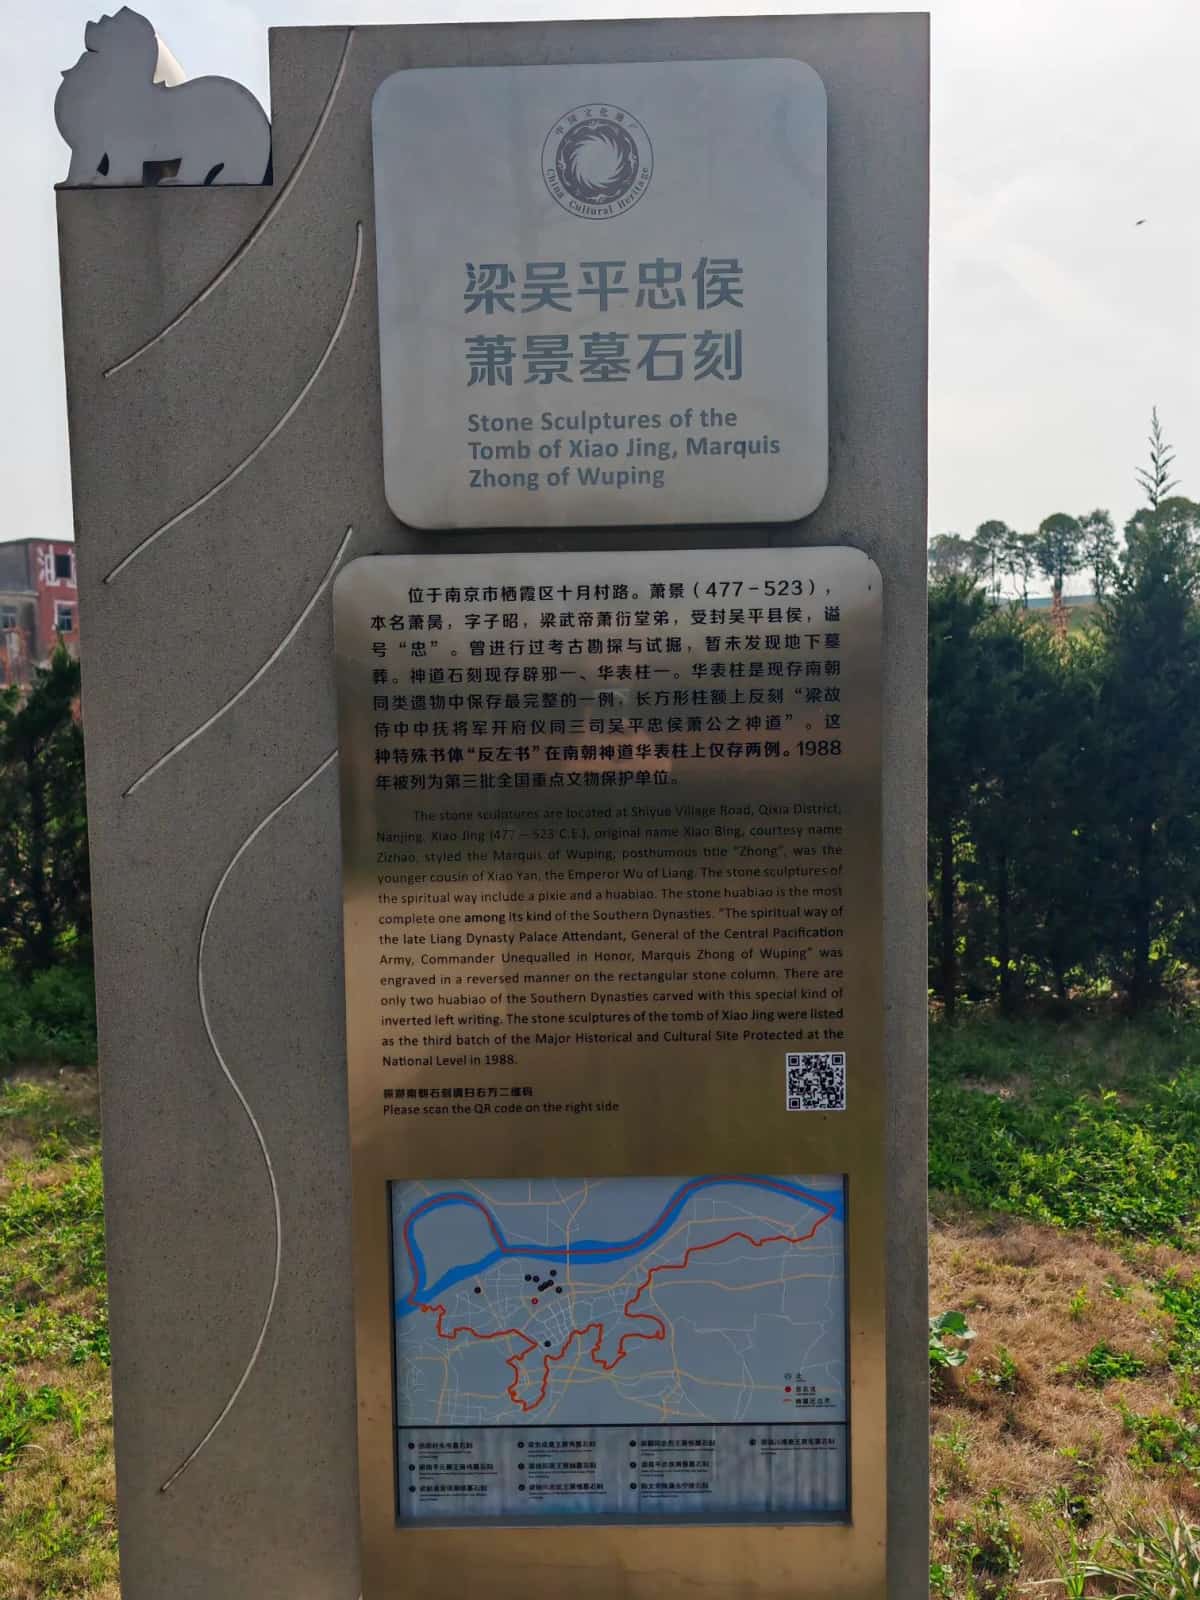 中国文化遗产
China Cultural Heritage
梁吴平忠侯
萧景墓石刻
Stone Sculptures of the
Tomb of Xiao Jing, Marquis
Zhong of Wuping
位于南京市栖霞区十月村路。萧景（477-523），
本名萧昺，字子昭，梁武帝萧衍堂弟，受封吴平县侯，谥
号“忠”。曾进行过考古勘探与试掘，暂未发现地下墓
葬。神道石刻现存辟邪一、华表柱一。华表柱是现存南朝
同类遗物中保存最完整的一例，长方形柱额上反刻“梁故
侍中中抚将军开府仪同三司吴平忠侯萧公之神道”。这
种特殊书体“反左书”在南朝神道华表柱上仅存两例。1988
年被列为第三批全国重点文物保护单位。
The stone sculptures are located at Shiyue Village Road, Qixia District,
Nanjing. Xiao Jing (477－523 C.E.), original name Xiao Bing, courtesy name
Zizhao, styled the Marquis of Wuping, posthumous title "Zhong", was the
younger cousin of Xiao Yan, the Emperor Wu of Liang. The stone sculptures of
the spiritual way include a pixie and a huabiao. The stone huabiao is the most
complete one among its kind of the Southern Dynasties. "The spiritual way of
the late Liang Dynasty Palace Attendant, General of the Central Pacification
Army, Commander Unequalled in Honor, Marquis Zhong of Wuping" was
engraved in a reversed manner on the rectangular stone column. There are
only two huabiao of the Southern Dynasties carved with this special kind of
inverted left writing. The stone sculptures of the tomb of Xiao Jing were listed
as the third batch of the Major Historical and Cultural Site Protected at the
National Level in 1988.
探游南朝石刻请扫右方二维码
Please scan the QR code on the right side